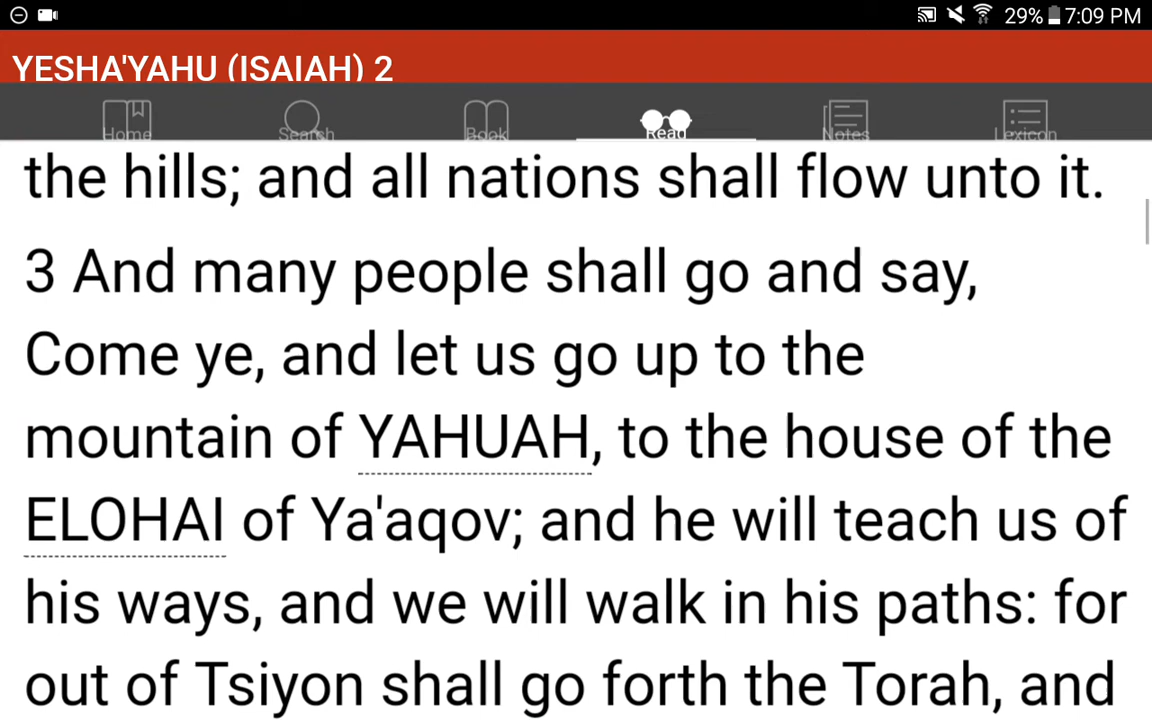 29% 7:09 PM
YESHA'YAHU (ISAIAH) 2
Home Search Book Read Notes Lexicon
the hills; and all nations shall flow unto it.
3 And many people shall go and say,
Come ye, and let us go up to the
mountain of YAHUAH, to the house of the
ELOHAI of Ya'aqov; and he will teach us of
his ways, and we will walk in his paths: for
out of Tsiyon shall go forth the Torah, and